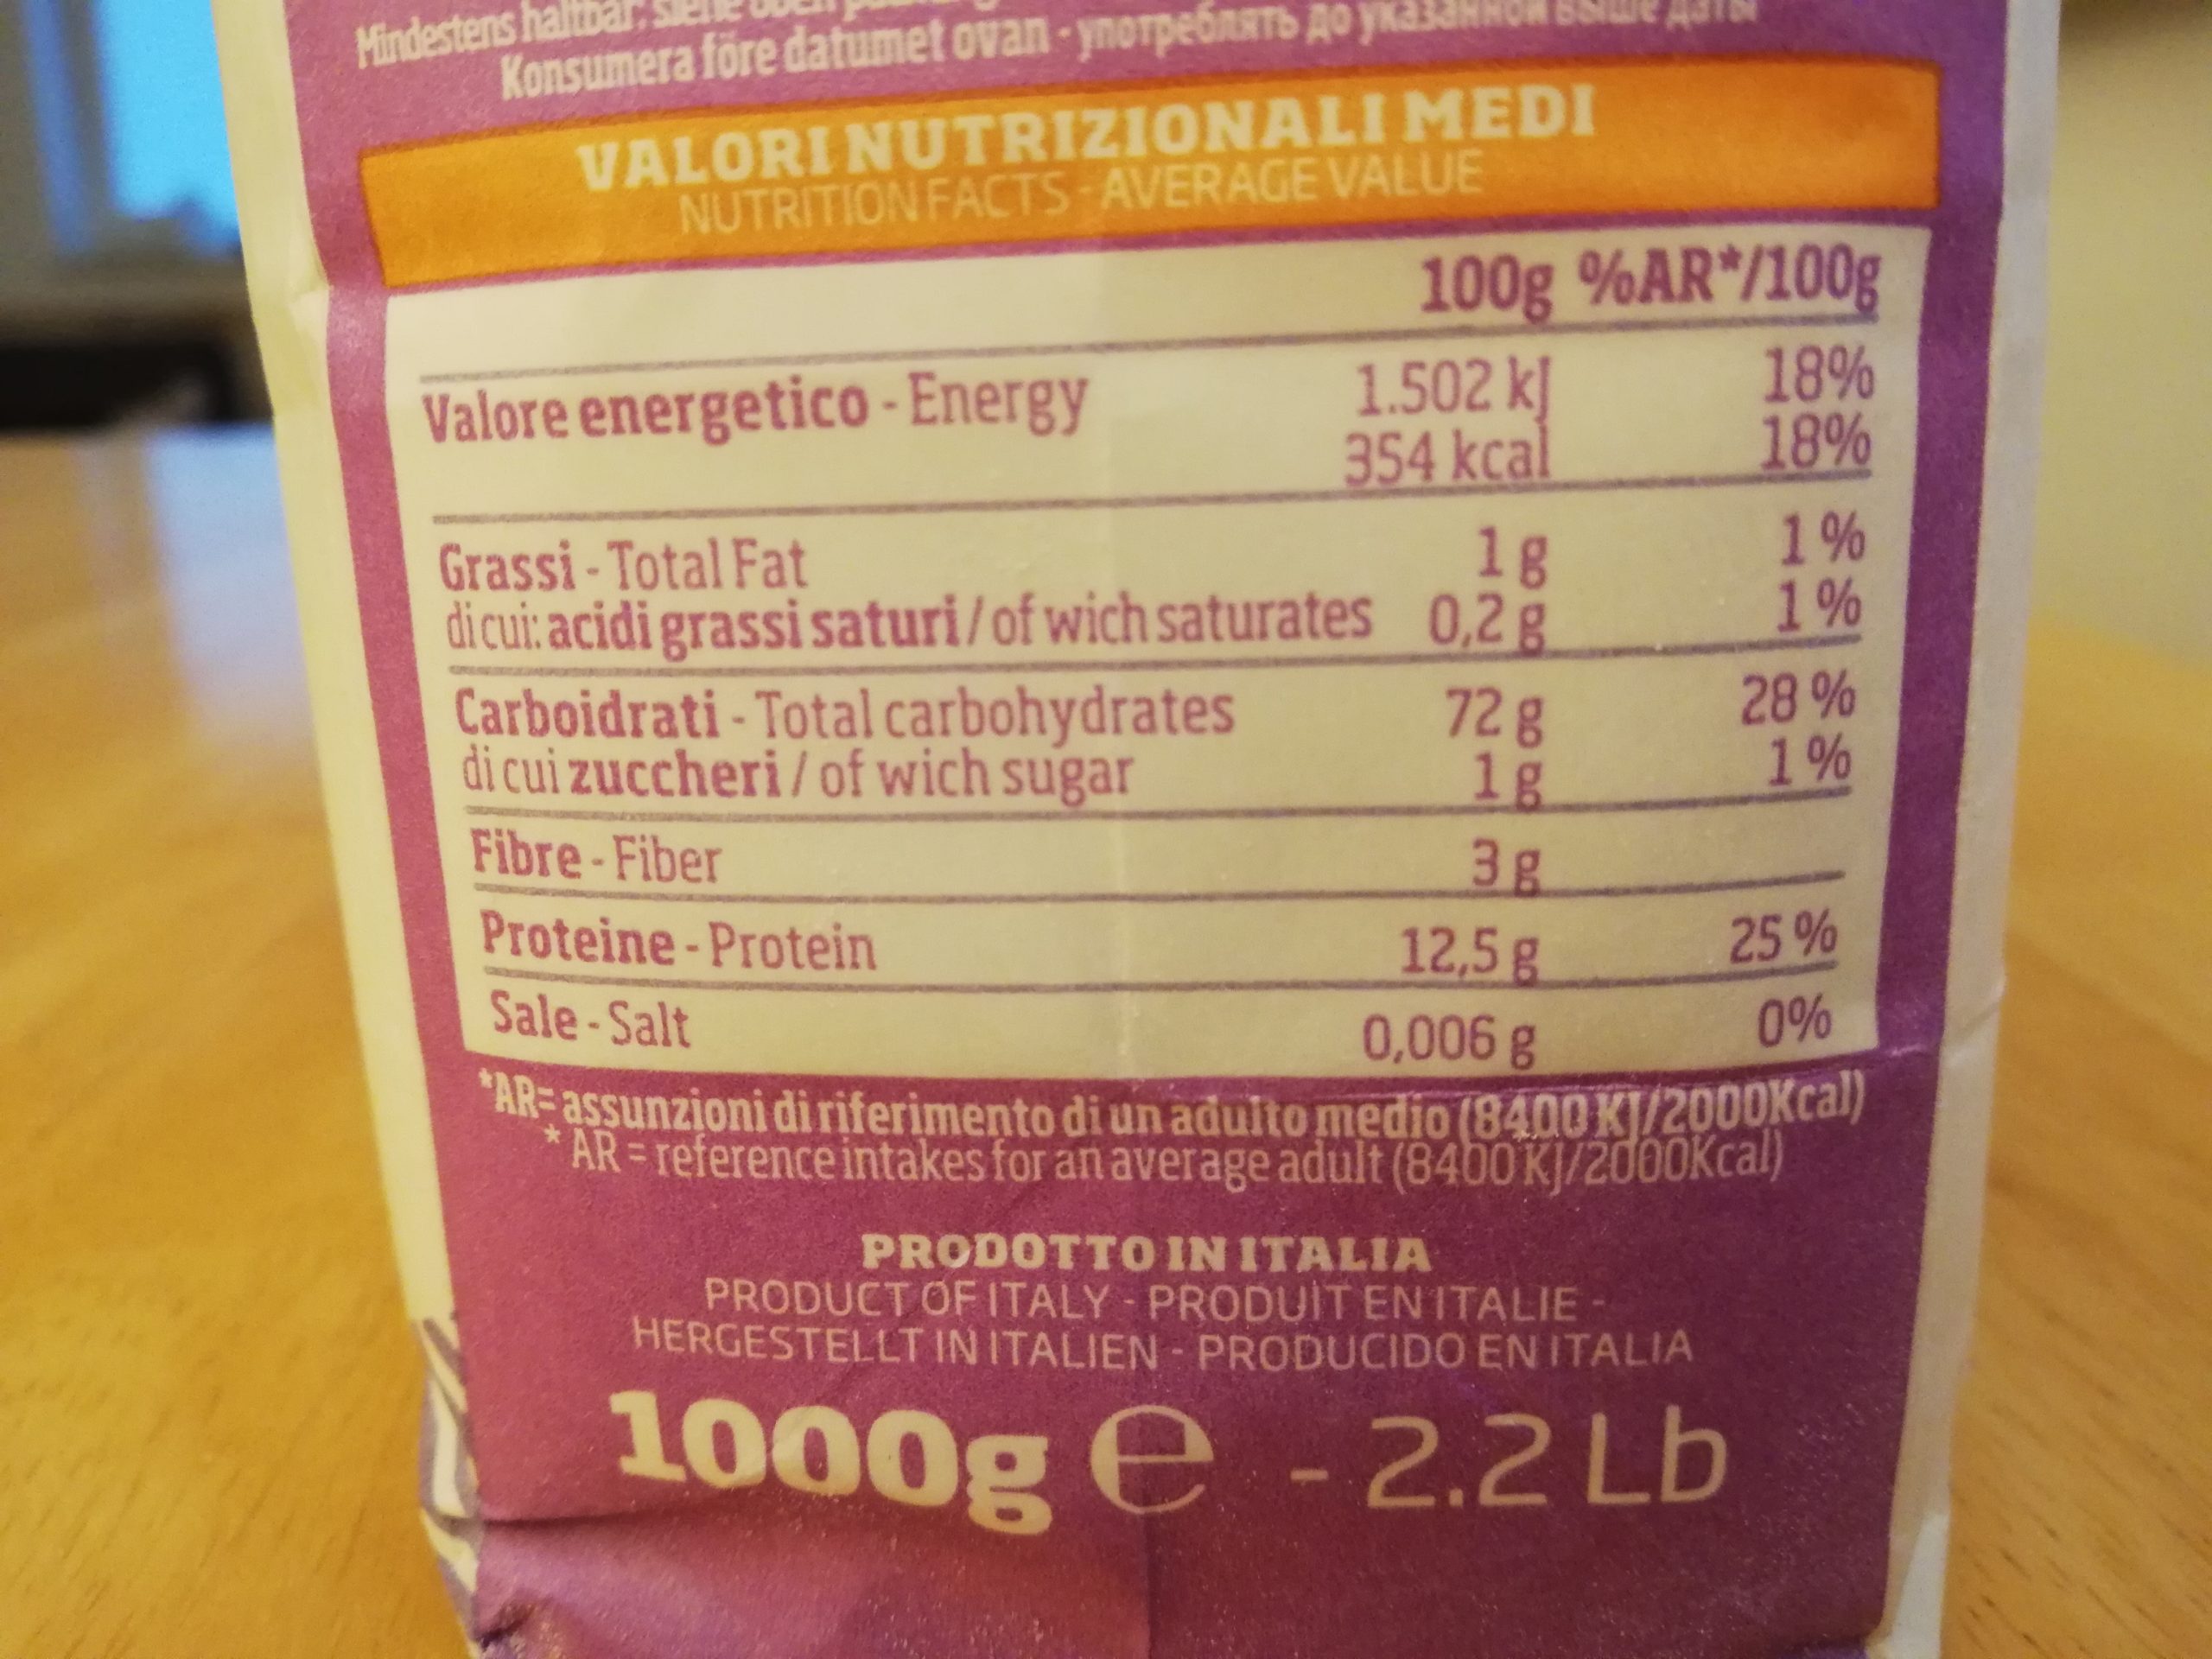 Mindestens haltbar: siehe oben
Konsumera före datumet ovan - употреблять до указанной выше даты
VALORI NUTRIZIONALI MEDI
NUTRITION FACTS - AVERAGE VALUE
100g %AR*/100g
Valore energetico - Energy 1.502 kJ 18%
354 kcal 18%
Grassi - Total Fat 1 g 1 %
di cui: acidi grassi saturi / of wich saturates 0,2 g 1 %
Carboidrati - Total carbohydrates 72 g 28 %
di cui zuccheri / of wich sugar 1 g 1 %
Fibre - Fiber 3 g
Proteine - Protein 12,5 g 25 %
Sale - Salt 0,006 g 0%
*AR= assunzioni di riferimento di un adulto medio (8400 KJ/2000Kcal)
* AR = reference intakes for an average adult (8400 KJ/2000Kcal)
PRODOTTO IN ITALIA
PRODUCT OF ITALY - PRODUIT EN ITALIE -
HERGESTELLT IN ITALIEN - PRODUCIDO EN ITALIA
1000g e - 2.2 Lb